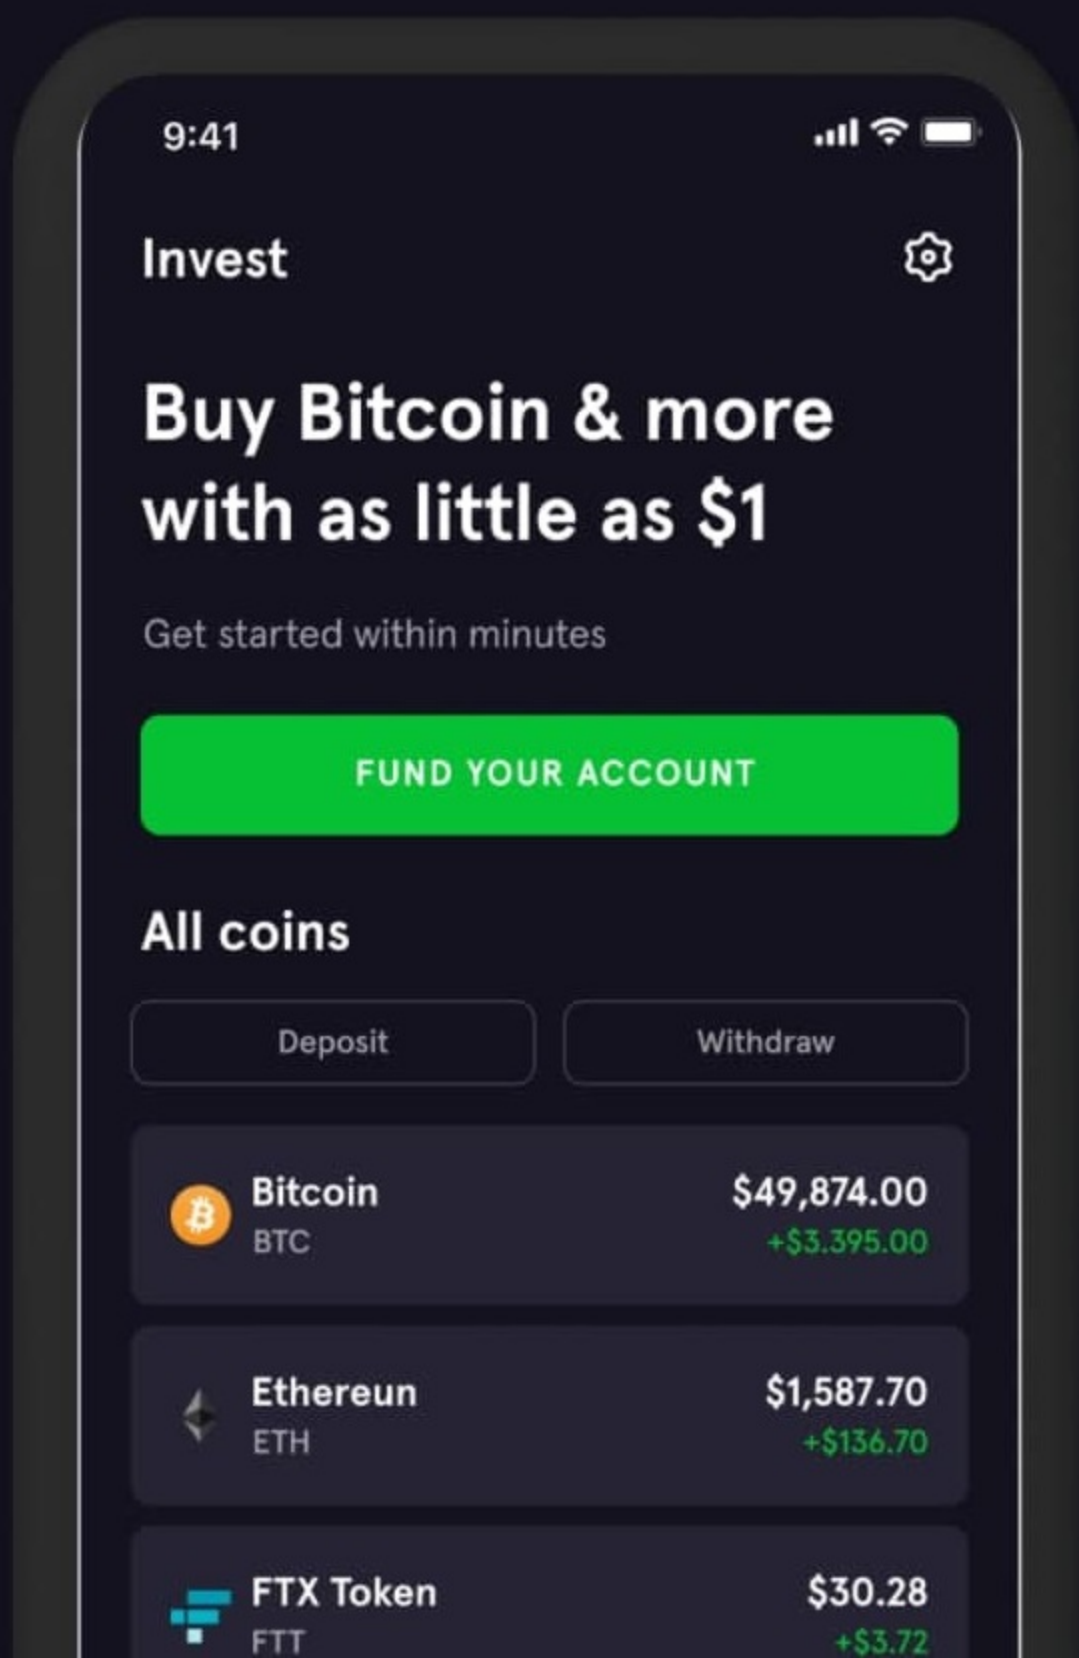 9:41
Invest
Buy Bitcoin & more
with as little as $1
Get started within minutes
FUND YOUR ACCOUNT
All coins
Deposit Withdraw
Bitcoin $49,874.00
BTC +$3.395.00
Ethereun $1,587.70
ETH +$136.70
FTX Token $30.28
FTT +$3.72